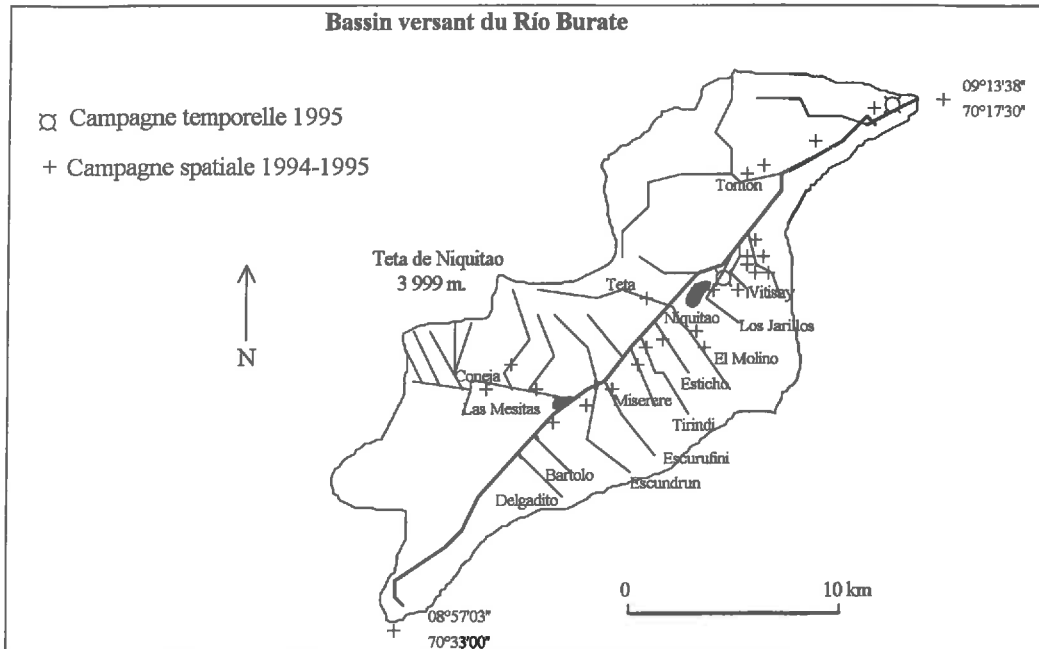 Bassin versant du Río Burate
09°13'38"
70°17'30"
Campagne temporelle 1995
Campagne spatiale 1994-1995
Tomon
Teta de Niquitao
3 999 m.
Teta
Vitisay
Niquitao
Los Jarillos
N
El Molino
Coneja
Esticho
Las Mesitas
Miserere
Tirindi
Escurufini
Bartolo
Escundrun
Delgadito
0 10 km
08°57'03"
70°33'00"